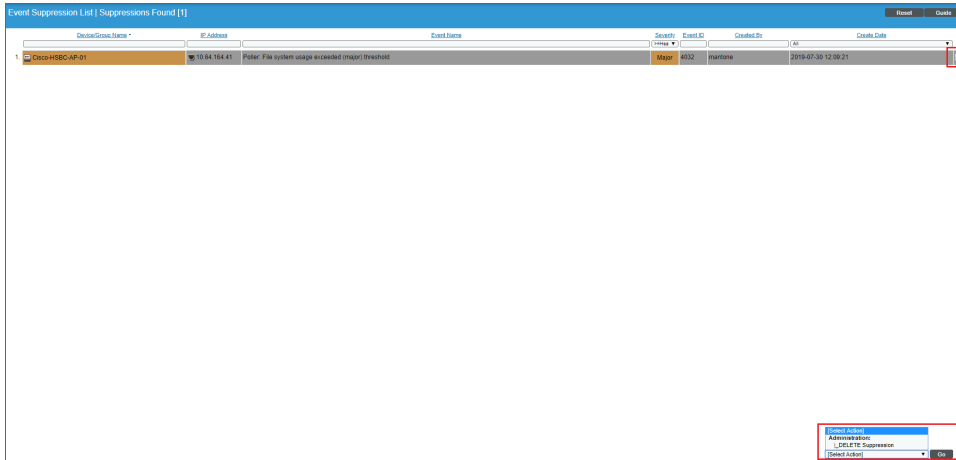 Event Suppression List | Suppressions Found [1]
Reset Guide
Device/Group Name IP Address Event Name Severity Event ID Created By Create Date
All
1. Cisco-HSBC-AP-01 10.64.164.41 Poller: File system usage exceeded (major) threshold Major 4032 mantone 2019-07-30 12:09:21
[Select Action]
Administration:
DELETE Suppression
[Select Action] Go